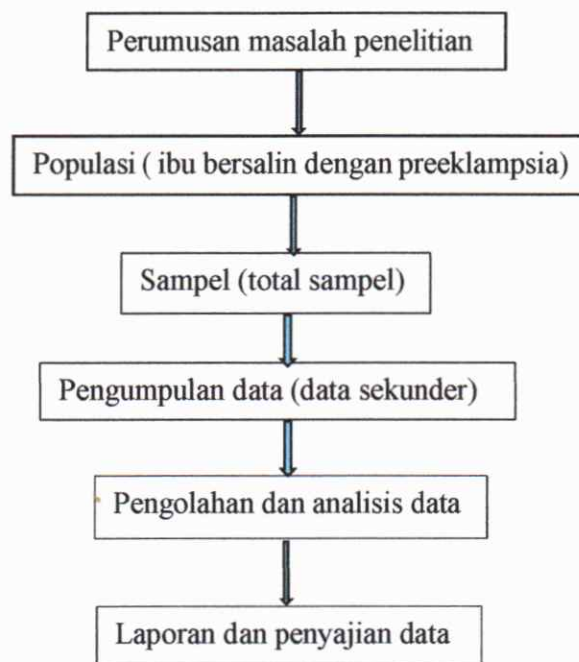 Perumusan masalah penelitian
Populasi ( ibu bersalin dengan preeklampsia)
Sampel (total sampel)
Pengumpulan data (data sekunder)
Pengolahan dan analisis data
Laporan dan penyajian data